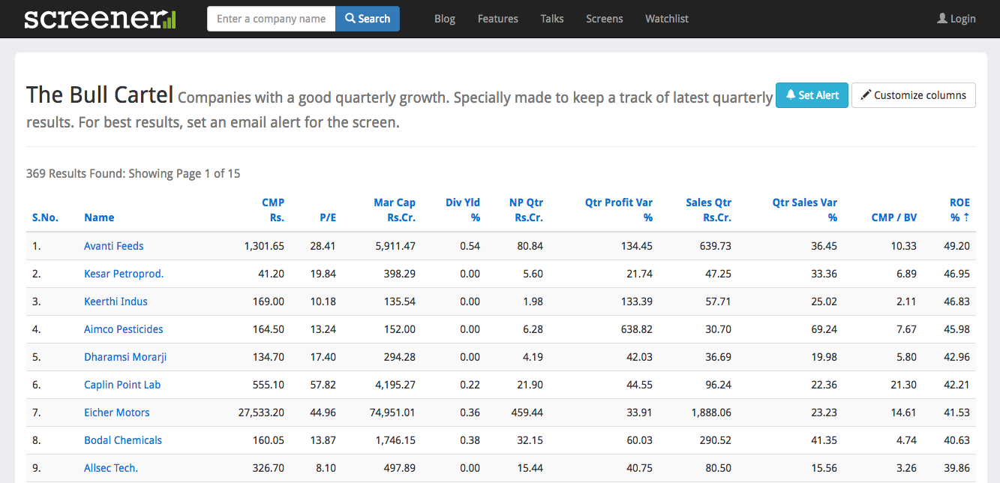 screener Enter a company name Search Blog Features Talks Screens Watchlist Login
The Bull Cartel Companies with a good quarterly growth. Specially made to keep a track of latest quarterly Set Alert Customize columns
results. For best results, set an email alert for the screen.
369 Results Found: Showing Page 1 of 15
CMP Mar Cap Div Yld NP Qtr Qtr Profit Var Sales Qtr Qtr Sales Var ROE
S.No. Name Rs. P/E Rs.Cr. % Rs.Cr. % Rs.Cr. % CMP / BV % ↑
1. Avanti Feeds 1,301.65 28.41 5,911.47 0.54 80.84 134.45 639.73 36.45 10.33 49.20
2. Kesar Petroprod. 41.20 19.84 398.29 0.00 5.60 21.74 47.25 33.36 6.89 46.95
3. Keerthi Indus 169.00 10.18 135.54 0.00 1.98 133.39 57.71 25.02 2.11 46.83
4. Aimco Pesticides 164.50 13.24 152.00 0.00 6.28 638.82 30.70 69.24 7.67 45.98
5. Dharamsi Morarji 134.70 17.40 294.28 0.00 4.19 42.03 36.69 19.98 5.80 42.96
6. Caplin Point Lab 555.10 57.82 4,195.27 0.22 21.90 44.55 96.24 22.36 21.30 42.21
7. Eicher Motors 27,533.20 44.96 74,951.01 0.36 459.44 33.91 1,888.06 23.23 14.61 41.53
8. Bodal Chemicals 160.05 13.87 1,746.15 0.38 32.15 60.03 290.52 41.35 4.74 40.63
9. Allsec Tech. 326.70 8.10 497.89 0.00 15.44 40.75 80.50 15.56 3.26 39.86